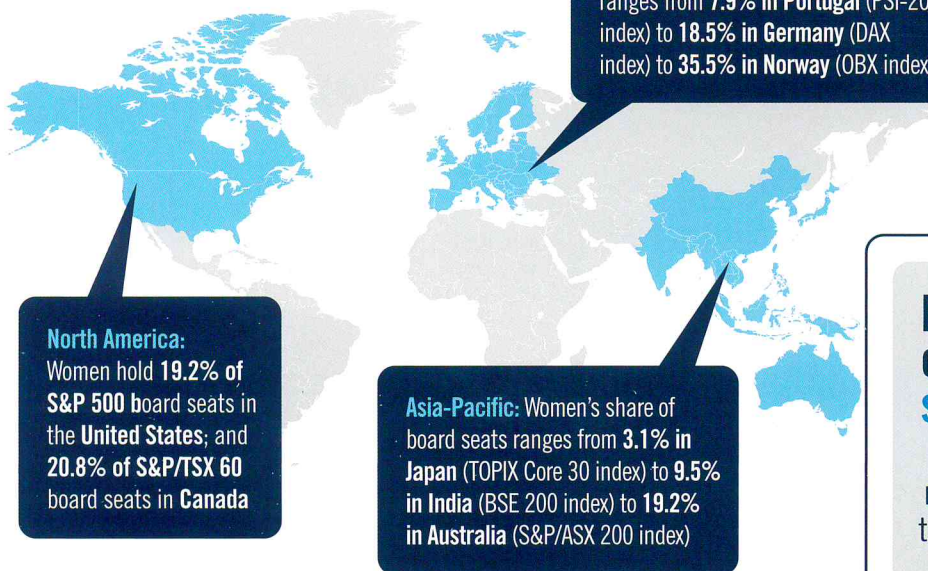 ranges from 7.9% in Portugal (PSI-20
index) to 18.5% in Germany (DAX
index) to 35.5% in Norway (OBX index
North America:
Women hold 19.2% of
S&P 500 board seats in
the United States; and
20.8% of S&P/TSX 60
board seats in Canada
Asia-Pacific: Women's share of
board seats ranges from 3.1% in
Japan (TOPIX Core 30 index) to 9.5%
in India (BSE 200 index) to 19.2%
in Australia (S&P/ASX 200 index)